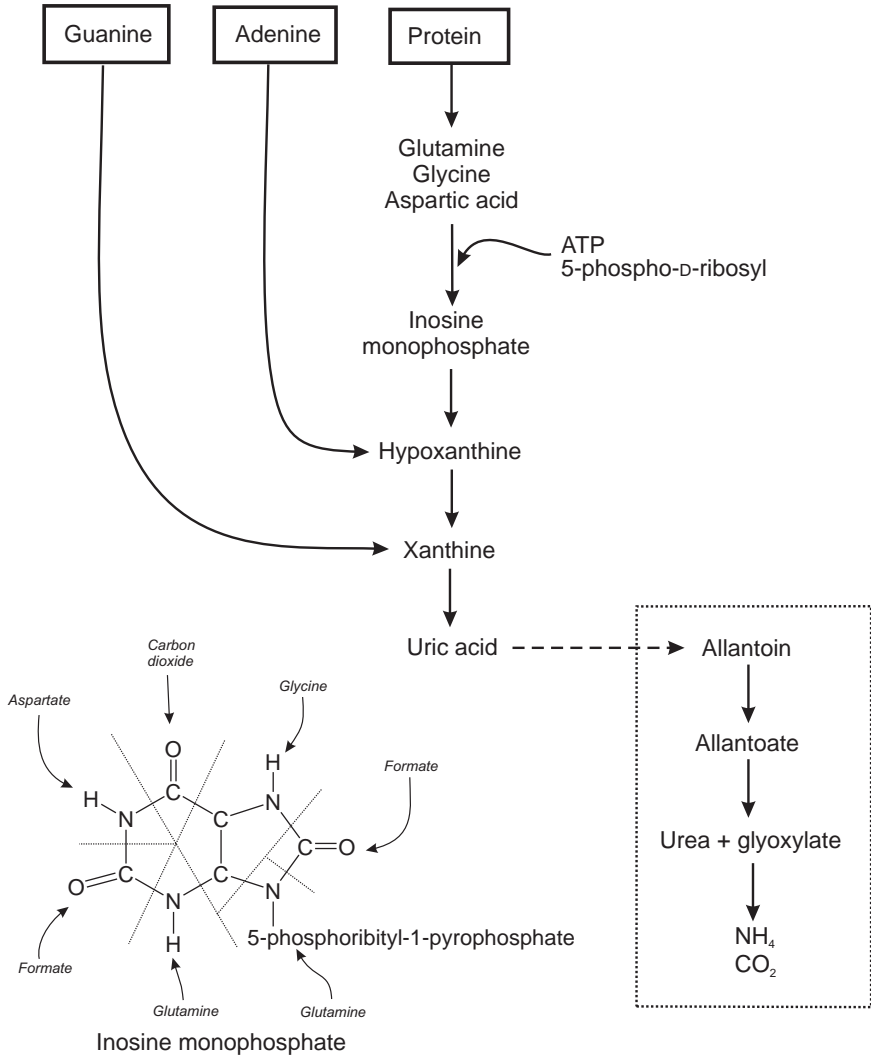 Guanine
Adenine
Protein
Glutamine
Glycine
Aspartic acid
ATP
5-phospho-D-ribosyl
Inosine
monophosphate
Hypoxanthine
Xanthine
Uric acid
Allantoin
Allantoate
Urea + glyoxylate
NH₄
CO₂
Carbon
dioxide
Aspartate
Glycine
Formate
O
H
H
N
C
N
C
C
O
O
C
C
N
N
H
5-phosphoribityl-1-pyrophosphate
Formate
Glutamine
Glutamine
Inosine monophosphate